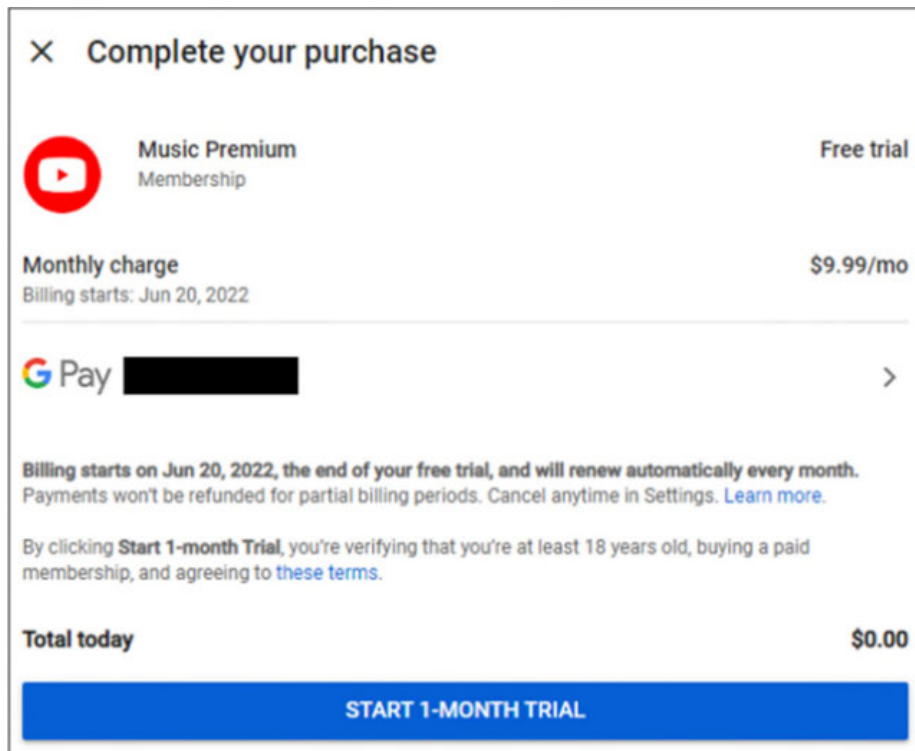 Complete your purchase
Music Premium Free trial
Membership
Monthly charge $9.99/mo
Billing starts: Jun 20, 2022
G Pay
Billing starts on Jun 20, 2022, the end of your free trial, and will renew automatically every month.
Payments won't be refunded for partial billing periods. Cancel anytime in Settings. Learn more.
By clicking Start 1-month Trial, you're verifying that you're at least 18 years old, buying a paid
membership, and agreeing to these terms.
Total today $0.00
START 1-MONTH TRIAL